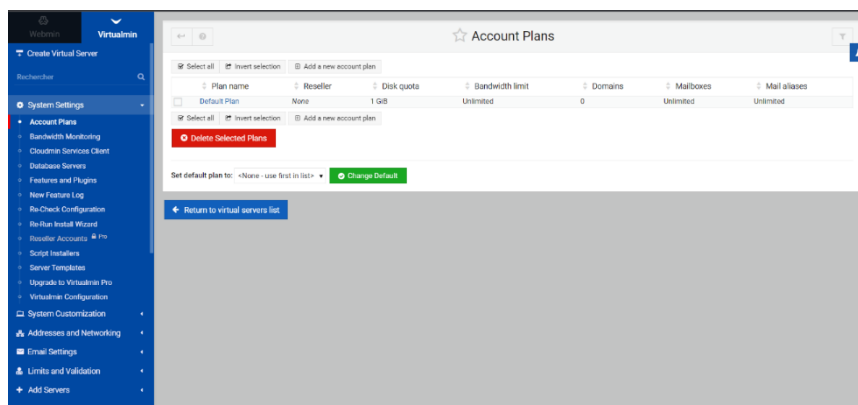 Webmin Virtualmin
Create Virtual Server
Rechercher
System Settings
Account Plans
Bandwidth Monitoring
Cloudmin Services Client
Database Servers
Features and Plugins
New Feature Log
Re-Check Configuration
Re-Run Install Wizard
Reseller Accounts Pro
Script Installers
Server Templates
Upgrade to Virtualmin Pro
Virtualmin Configuration
System Customization
Addresses and Networking
Email Settings
Limits and Validation
Add Servers
Account Plans
Select all Invert selection Add a new account plan
Plan name Reseller Disk quota Bandwidth limit Domains Mailboxes Mail aliases
Default Plan None 1 GiB Unlimited 0 Unlimited Unlimited
Select all Invert selection Add a new account plan
Delete Selected Plans
Set default plan to: <None - use first in list> Change Default
Return to virtual servers list